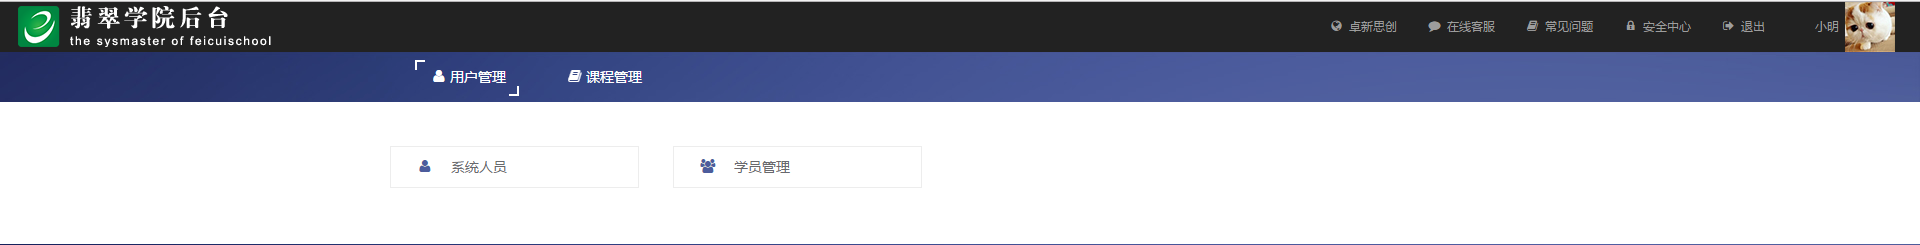 翡翠学院后台
the sysmaster of feicuischool
卓新思创 在线客服 常见问题 安全中心 退出 小明
用户管理 课程管理
系统人员 学员管理